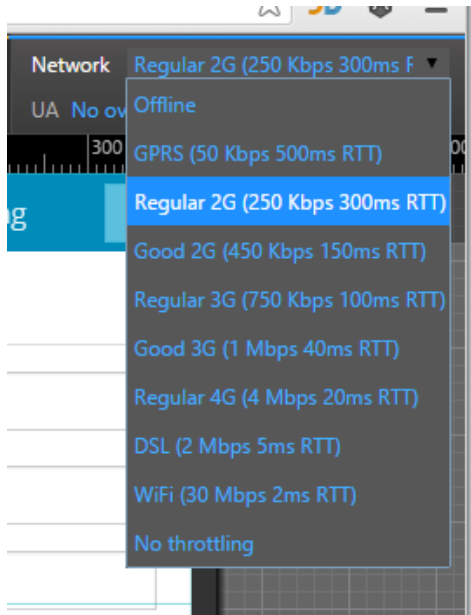 Network Regular 2G (250 Kbps 300ms F
UA No ov
300
Offline
GPRS (50 Kbps 500ms RTT)
g
Regular 2G (250 Kbps 300ms RTT)
Good 2G (450 Kbps 150ms RTT)
Regular 3G (750 Kbps 100ms RTT)
Good 3G (1 Mbps 40ms RTT)
Regular 4G (4 Mbps 20ms RTT)
DSL (2 Mbps 5ms RTT)
WiFi (30 Mbps 2ms RTT)
No throttling